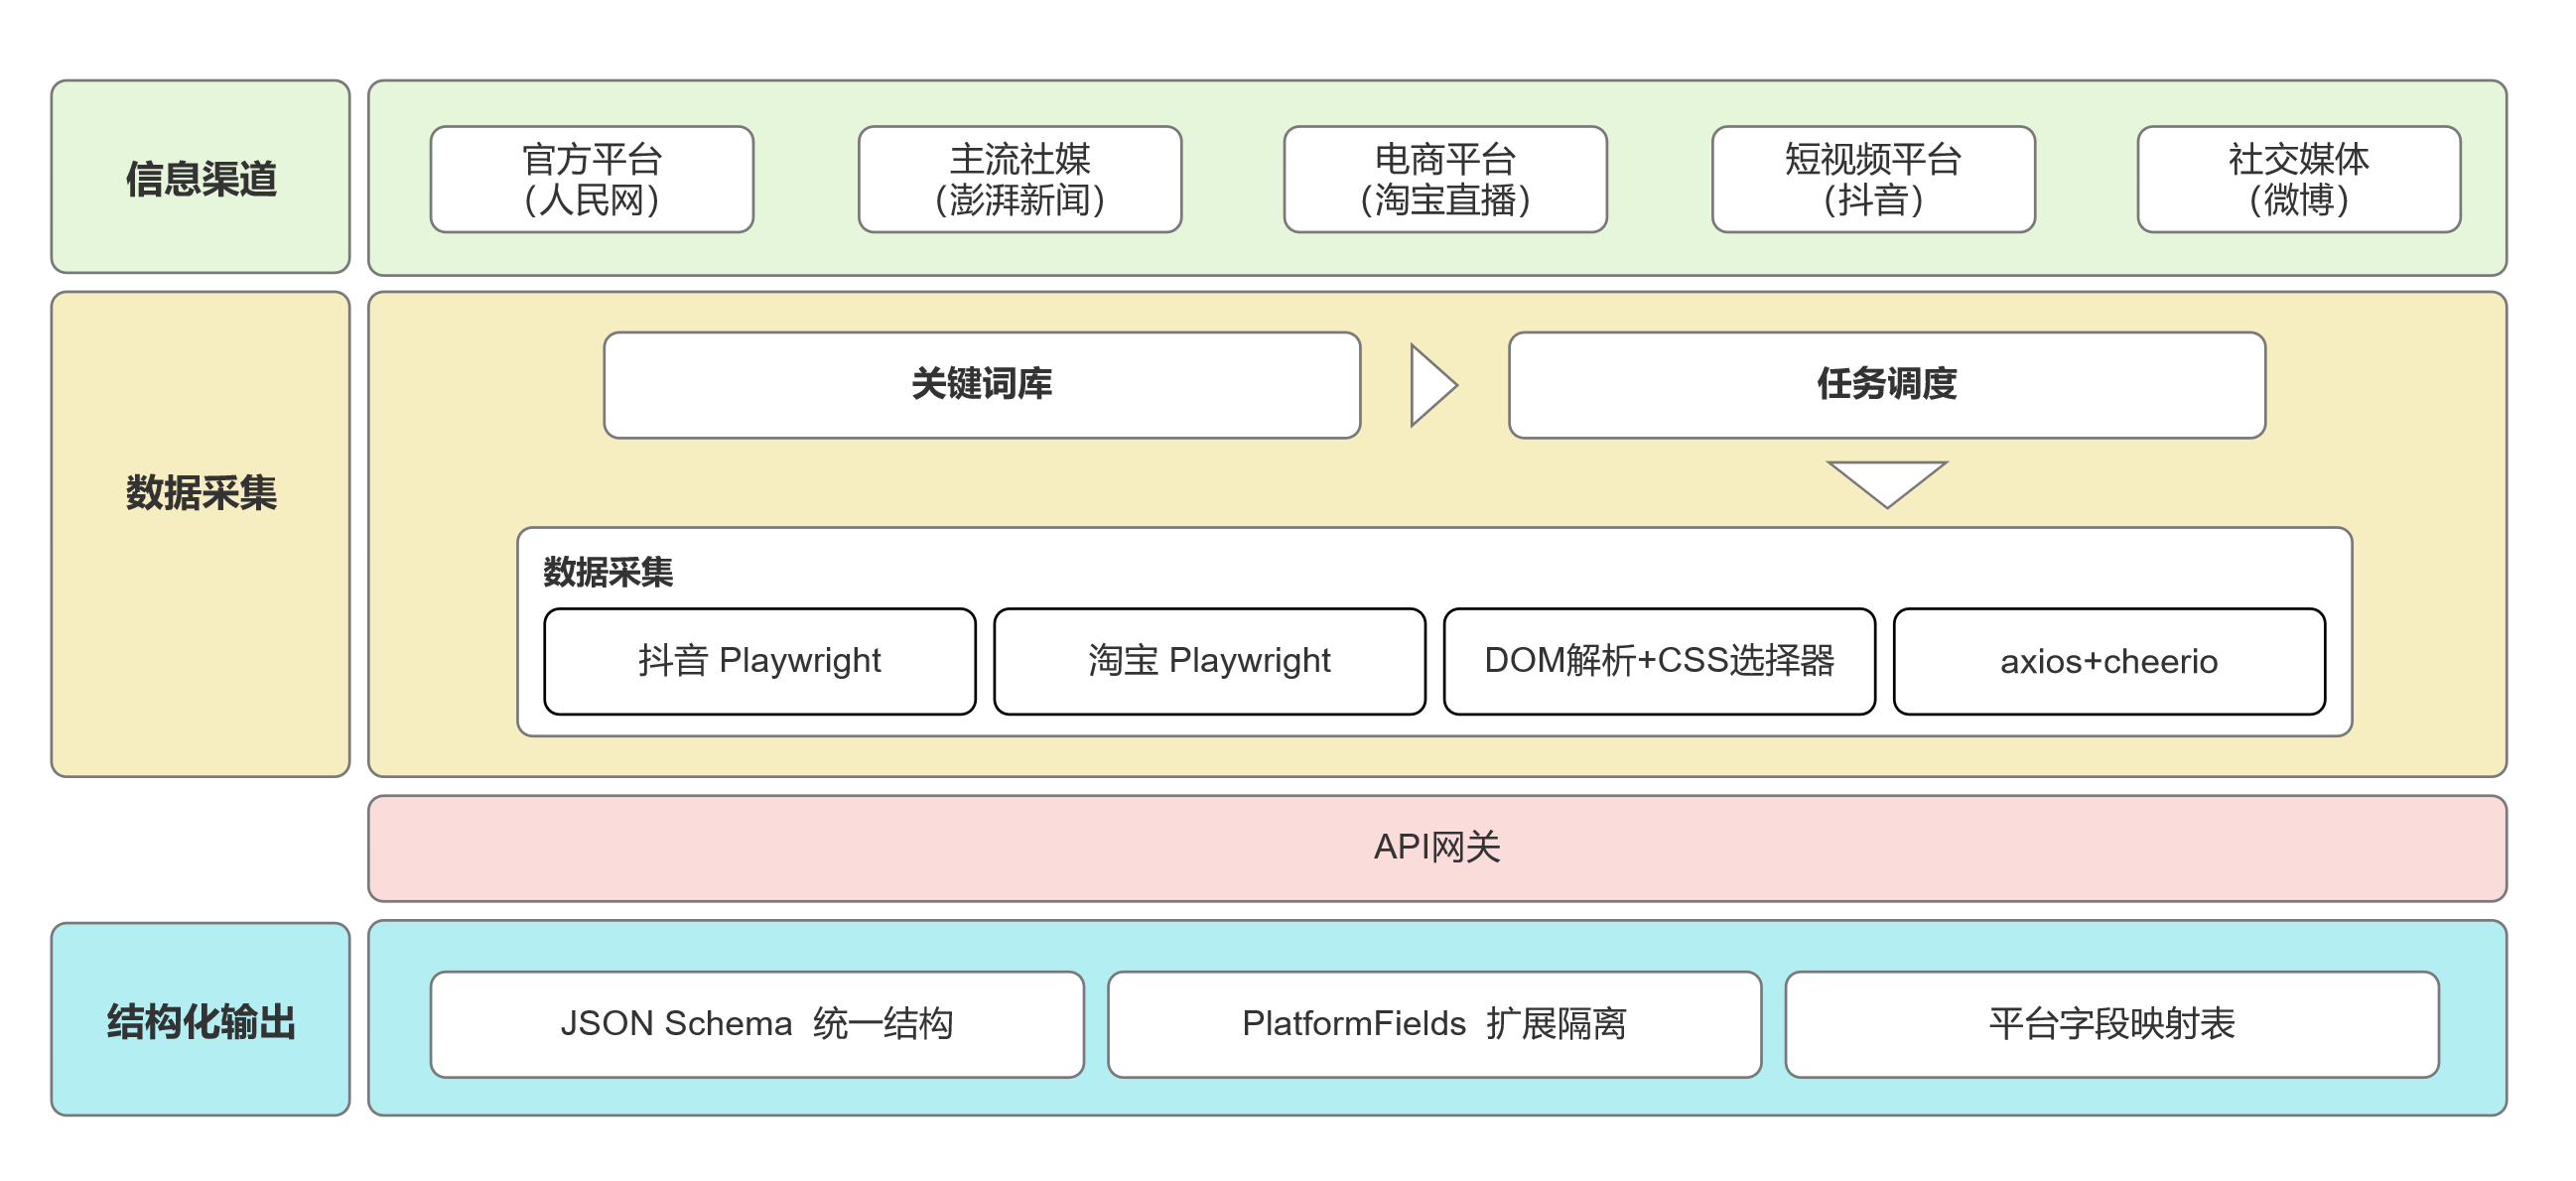 信息渠道
官方平台
（人民网）
主流社媒
（澎湃新闻）
电商平台
（淘宝直播）
短视频平台
（抖音）
社交媒体
（微博）
数据采集
关键词库
任务调度
数据采集
抖音 Playwright
淘宝 Playwright
DOM解析+CSS选择器
axios+cheerio
API网关
结构化输出
JSON Schema 统一结构
PlatformFields 扩展隔离
平台字段映射表